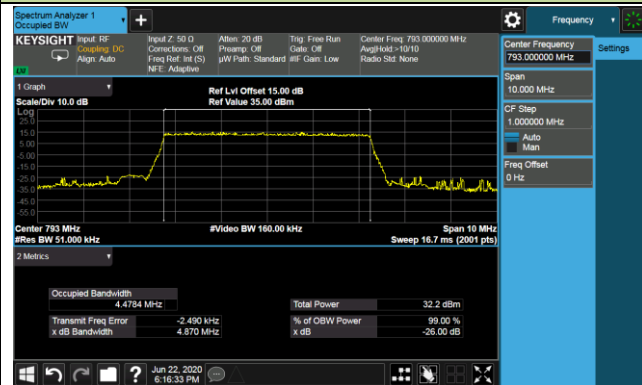 Spectrum Analyzer 1
Occupied BW
Frequency
KEYSIGHT
Input: RF
Coupling: DC
Align: Auto
Input Z: 50 Ω
Corrections: Off
Freq Ref: Int (S)
NFE: Adaptive
Atten: 20 dB
Preamp: Off
µW Path: Standard
Trig: Free Run
Gate: Off
#IF Gain: Low
Center Freq: 793.000000 MHz
Avg|Hold:>10/10
Radio Std: None
LNI
Center Frequency
793.000000 MHz
Settings
Span
10.000 MHz
CF Step
1.000000 MHz
Auto
Man
Freq Offset
0 Hz
1 Graph
Scale/Div 10.0 dB
Ref Lvl Offset 15.00 dB
Ref Value 35.00 dBm
Log
25.0
15.0
5.00
-5.00
-15.0
-25.0
-35.0
-45.0
-55.0
Center 793 MHz
#Video BW 160.00 kHz
Span 10 MHz
#Res BW 51.000 kHz
Sweep 16.7 ms (2001 pts)
2 Metrics
Occupied Bandwidth
4.4784 MHz
Total Power
32.2 dBm
Transmit Freq Error
-2.490 kHz
% of OBW Power
99.00 %
x dB Bandwidth
4.870 MHz
x dB
-26.00 dB
?
Jun 22, 2020
6:16:33 PM